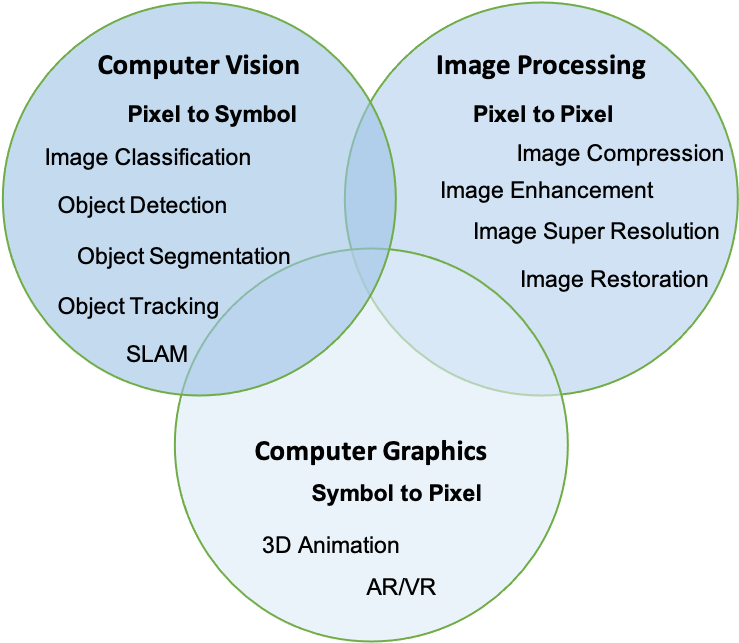 Computer Vision
Pixel to Symbol
Image Classification
Object Detection
Object Segmentation
Object Tracking
SLAM
Image Processing
Pixel to Pixel
Image Compression
Image Enhancement
Image Super Resolution
Image Restoration
Computer Graphics
Symbol to Pixel
3D Animation
AR/VR